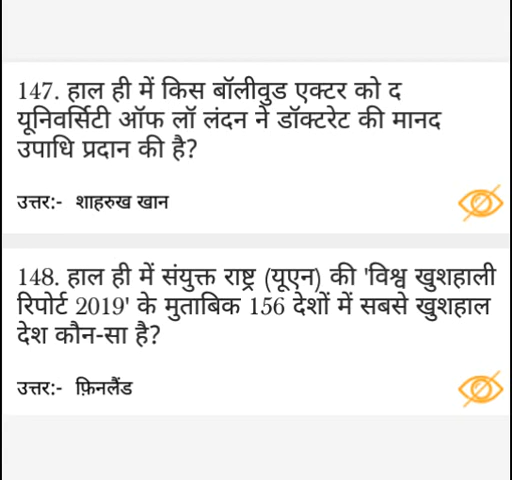 147. हाल ही में किस बॉलीवुड एक्टर को द
यूनिवर्सिटी ऑफ लॉ लंदन ने डॉक्टरेट की मानद
उपाधि प्रदान की है?
उत्तर:- शाहरुख खान
148. हाल ही में संयुक्त राष्ट्र (यूएन) की 'विश्व खुशहाली
रिपोर्ट 2019' के मुताबिक 156 देशों में सबसे खुशहाल
देश कौन-सा है?
उत्तर:- फ़िनलैंड